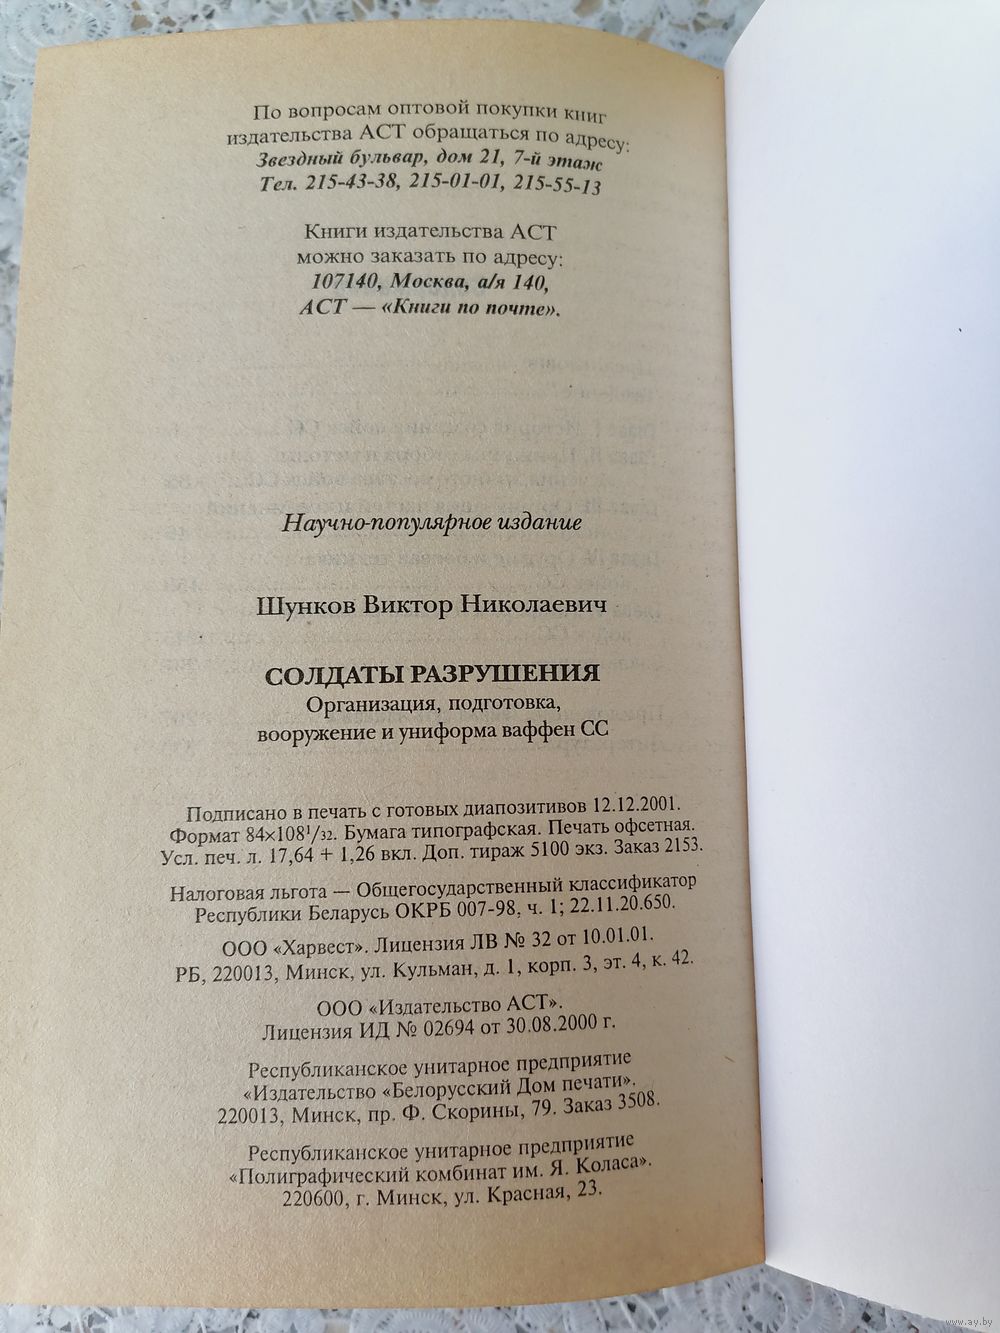 По вопросам оптовой покупки книг
издательства АСТ обращаться по адресу:
Звездный бульвар, дом 21, 7-й этаж
Тел. 215-43-38, 215-01-01, 215-55-13
Книги издательства АСТ
можно заказать по адресу:
107140, Москва, а/я 140,
АСТ — «Книги по почте».
Научно-популярное издание
Шунков Виктор Николаевич
СОЛДАТЫ РАЗРУШЕНИЯ
Организация, подготовка,
вооружение и униформа ваффен СС
Подписано в печать с готовых диапозитивов 12.12.2001.
Формат 84×108¹/₃₂. Бумага типографская. Печать офсетная.
Усл. печ. л. 17,64 + 1,26 вкл. Доп. тираж 5100 экз. Заказ 2153.
Налоговая льгота — Общегосударственный классификатор
Республики Беларусь ОКРБ 007-98, ч. 1; 22.11.20.650.
ООО «Харвест». Лицензия ЛВ № 32 от 10.01.01.
РБ, 220013, Минск, ул. Кульман, д. 1, корп. 3, эт. 4, к. 42.
ООО «Издательство АСТ».
Лицензия ИД № 02694 от 30.08.2000 г.
Республиканское унитарное предприятие
«Издательство «Белорусский Дом печати».
220013, Минск, пр. Ф. Скорины, 79. Заказ 3508.
Республиканское унитарное предприятие
«Полиграфический комбинат им. Я. Коласа».
220600, г. Минск, ул. Красная, 23.
www.ay.by